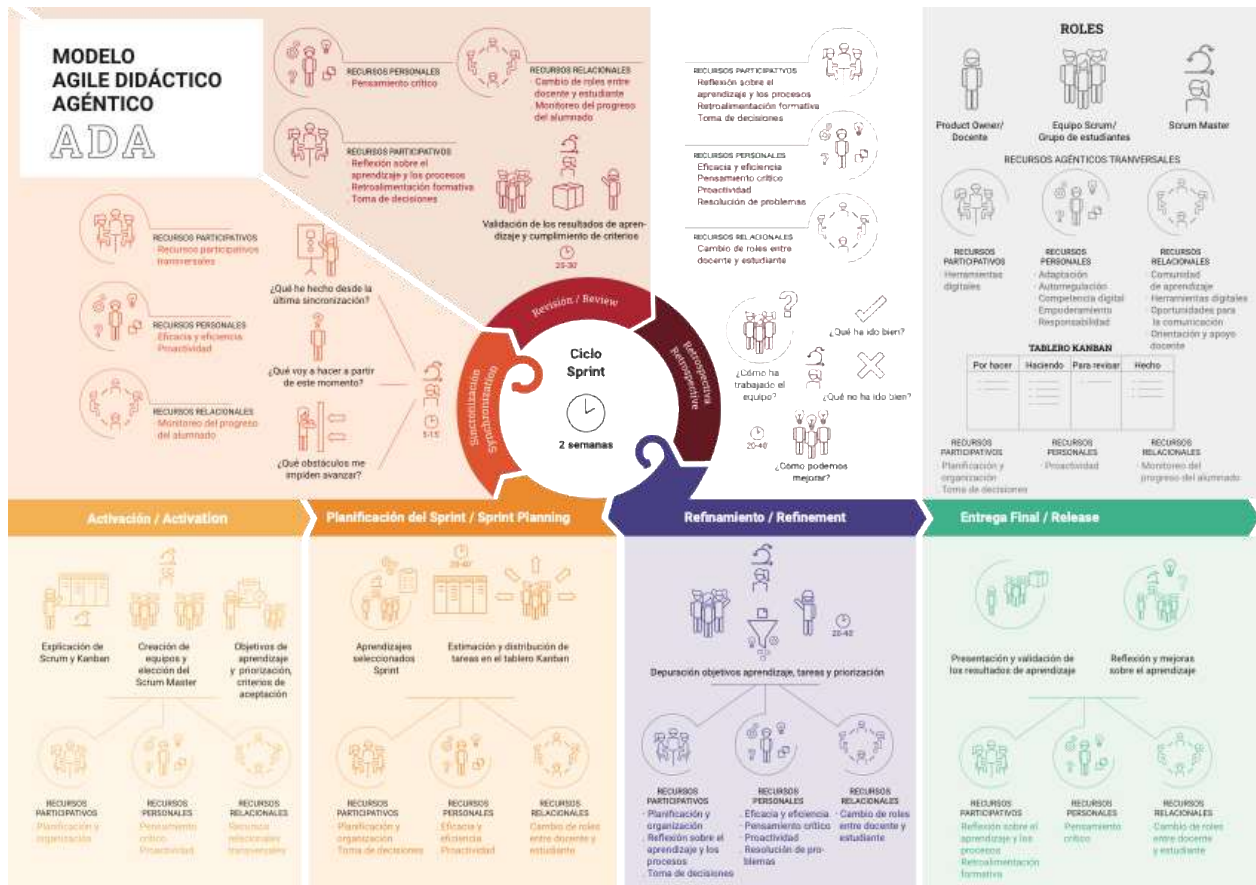 MODELO
AGILE DIDÁCTICO
AGÉNTICO
ADA
RECURSOS PERSONALES
· Pensamiento crítico
RECURSOS RELACIONALES
· Cambio de roles entre
docente y estudiante
· Monitoreo del progreso
del alumnado
RECURSOS PARTICIPATIVOS
· Reflexión sobre el
aprendizaje y los procesos
· Retroalimentación formativa
· Toma de decisiones
Validación de los resultados de apren-
dizaje y cumplimiento de criterios
20-30'
RECURSOS PARTICIPATIVOS
· Recursos participativos
transversales
RECURSOS PERSONALES
· Eficacia y eficiencia
· Proactividad
RECURSOS RELACIONALES
· Monitoreo del progreso
del alumnado
¿Qué he hecho desde la
última sincronización?
¿Qué voy a hacer a partir
de este momento?
¿Qué obstáculos me
impiden avanzar?
5-15'
RECURSOS PARTICIPATIVOS
Reflexión sobre el
aprendizaje y los procesos
Retroalimentación formativa
Toma de decisiones
RECURSOS PERSONALES
Eficacia y eficiencia
Pensamiento crítico
Proactividad
Resolución de problemas
RECURSOS RELACIONALES
Cambio de roles entre
docente y estudiante
Sincronización
Synchronization
Revisión / Review
Retrospectiva
Retrospective
Ciclo
Sprint
2 semanas
¿Cómo ha
trabajado el
equipo?
¿Qué ha ido bien?
¿Qué no ha ido bien?
20-40'
¿Cómo podemos
mejorar?
ROLES
Product Owner/
Docente
Equipo Scrum/
Grupo de estudiantes
Scrum Master
RECURSOS AGÉNTICOS TRANVERSALES
RECURSOS
PARTICIPATIVOS
· Herramientas
digitales
RECURSOS
PERSONALES
· Adaptación
· Autorregulación
· Competencia digital
· Empoderamiento
· Responsabilidad
RECURSOS
RELACIONALES
· Comunidad
de aprendizaje
· Herramientas digitales
· Oportunidades para
la comunicación
· Orientación y apoyo
docente
TABLERO KANBAN
Por hacer
Haciendo
Para revisar
Hecho
RECURSOS
PARTICIPATIVOS
· Planificación y
organización
· Toma de decisiones
RECURSOS
PERSONALES
· Proactividad
RECURSOS
RELACIONALES
· Monitoreo del
progreso del alumnado
Activación / Activation
Explicación de
Scrum y Kanban
Creación de
equipos y
elección del
Scrum Master
Objetivos de
aprendizaje
y priorización,
criterios de
aceptación
RECURSOS
PARTICIPATIVOS
· Planificación y
organización
RECURSOS
PERSONALES
· Pensamiento
crítico
· Proactividad
RECURSOS
RELACIONALES
· Recursos
relacionales
transversales
Planificación del Sprint / Sprint Planning
20-40'
Aprendizajes
seleccionados
Sprint
Estimación y distribución de
tareas en el tablero Kanban
RECURSOS
PARTICIPATIVOS
· Planificación y
organización
· Toma de decisiones
RECURSOS
PERSONALES
· Eficacia y
eficiencia
· Proactividad
RECURSOS
RELACIONALES
· Cambio de roles
entre docente y
estudiante
Refinamiento / Refinement
20-40'
Depuración objetivos aprendizaje, tareas y priorización
RECURSOS
PARTICIPATIVOS
· Planificación y
organización
· Reflexión sobre el
aprendizaje y los
procesos
· Toma de decisiones
RECURSOS
PERSONALES
· Eficacia y eficiencia
· Pensamiento crítico
· Proactividad
· Resolución de pro-
blemas
RECURSOS
RELACIONALES
· Cambio de roles
entre docente y
estudiante
Entrega Final / Release
Presentación y validación de
los resultados de aprendizaje
Reflexión y mejoras
sobre el aprendizaje
RECURSOS
PARTICIPATIVOS
· Reflexión sobre el
aprendizaje y los
procesos
· Retroalimentación
formativa
RECURSOS
PERSONALES
· Pensamiento
crítico
RECURSOS
RELACIONALES
· Cambio de roles
entre docente
y estudiante